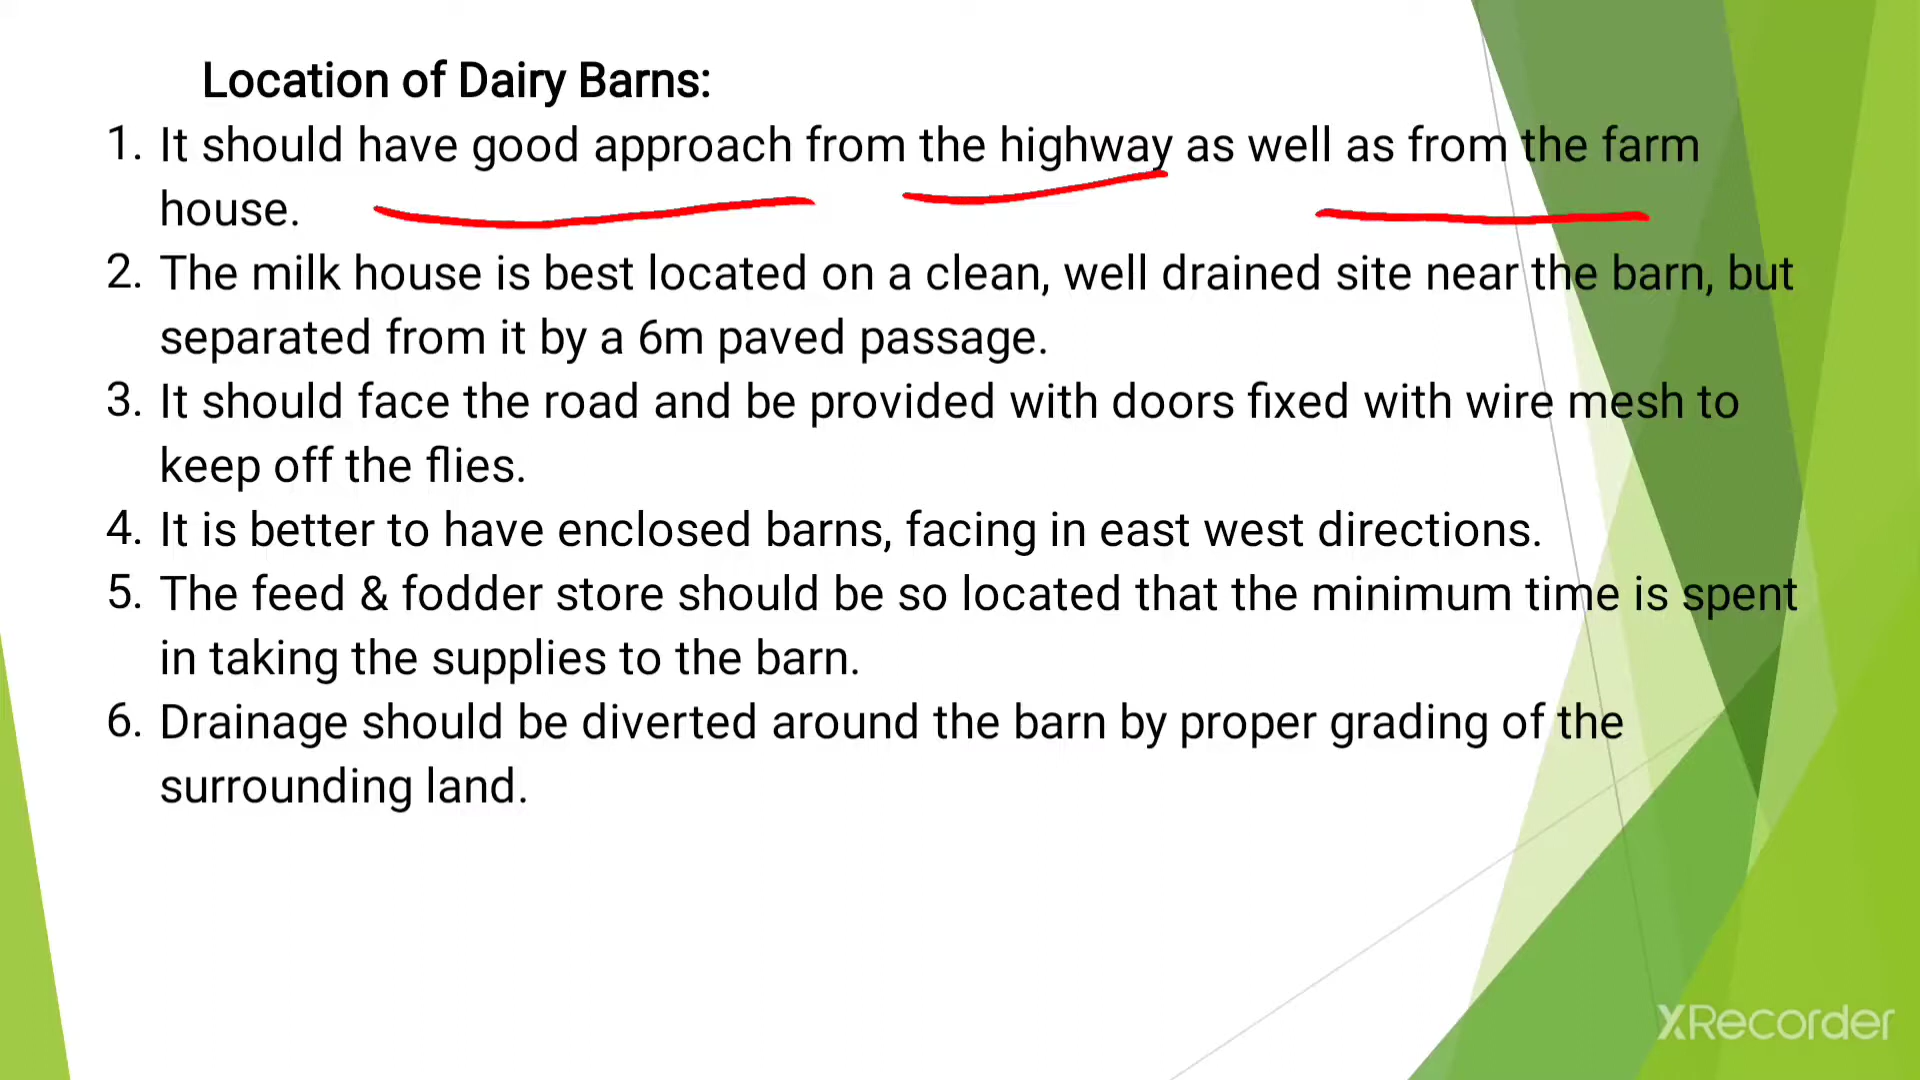 Location of Dairy Barns:
1. It should have good approach from the highway as well as from the farm
house.
2. The milk house is best located on a clean, well drained site near the barn, but
separated from it by a 6m paved passage.
3. It should face the road and be provided with doors fixed with wire mesh to
keep off the flies.
4. It is better to have enclosed barns, facing in east west directions.
5. The feed & fodder store should be so located that the minimum time is spent
in taking the supplies to the barn.
6. Drainage should be diverted around the barn by proper grading of the
surrounding land.
XRecorder